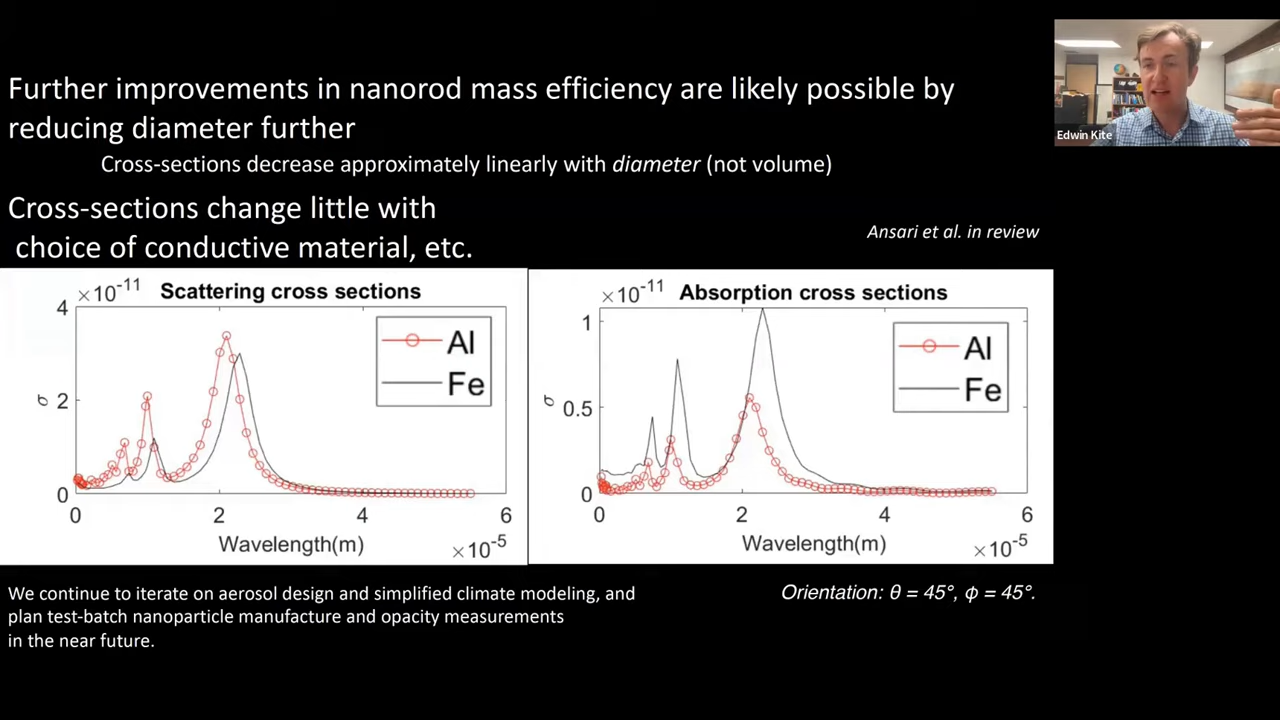 Further improvements in nanorod mass efficiency are likely possible by
reducing diameter further
Cross-sections decrease approximately linearly with diameter (not volume)
Cross-sections change little with
choice of conductive material, etc.
Ansari et al. in review
Edwin Kite
×10⁻¹¹ Scattering cross sections
4
2
0
σ
Al
Fe
0 2 4 6
Wavelength(m)
×10⁻⁵
×10⁻¹¹ Absorption cross sections
1
0.5
0
σ
Al
Fe
0 2 4 6
Wavelength(m)
×10⁻⁵
We continue to iterate on aerosol design and simplified climate modeling, and
plan test-batch nanoparticle manufacture and opacity measurements
in the near future.
Orientation: θ = 45°, ϕ = 45°.